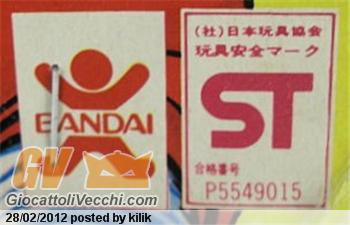 BANDAI
(社)日本玩具協会
玩具安全マーク
ST
合格番号
P5549015
GV
GiocattoliVecchi.com
28/02/2012 posted by kilik